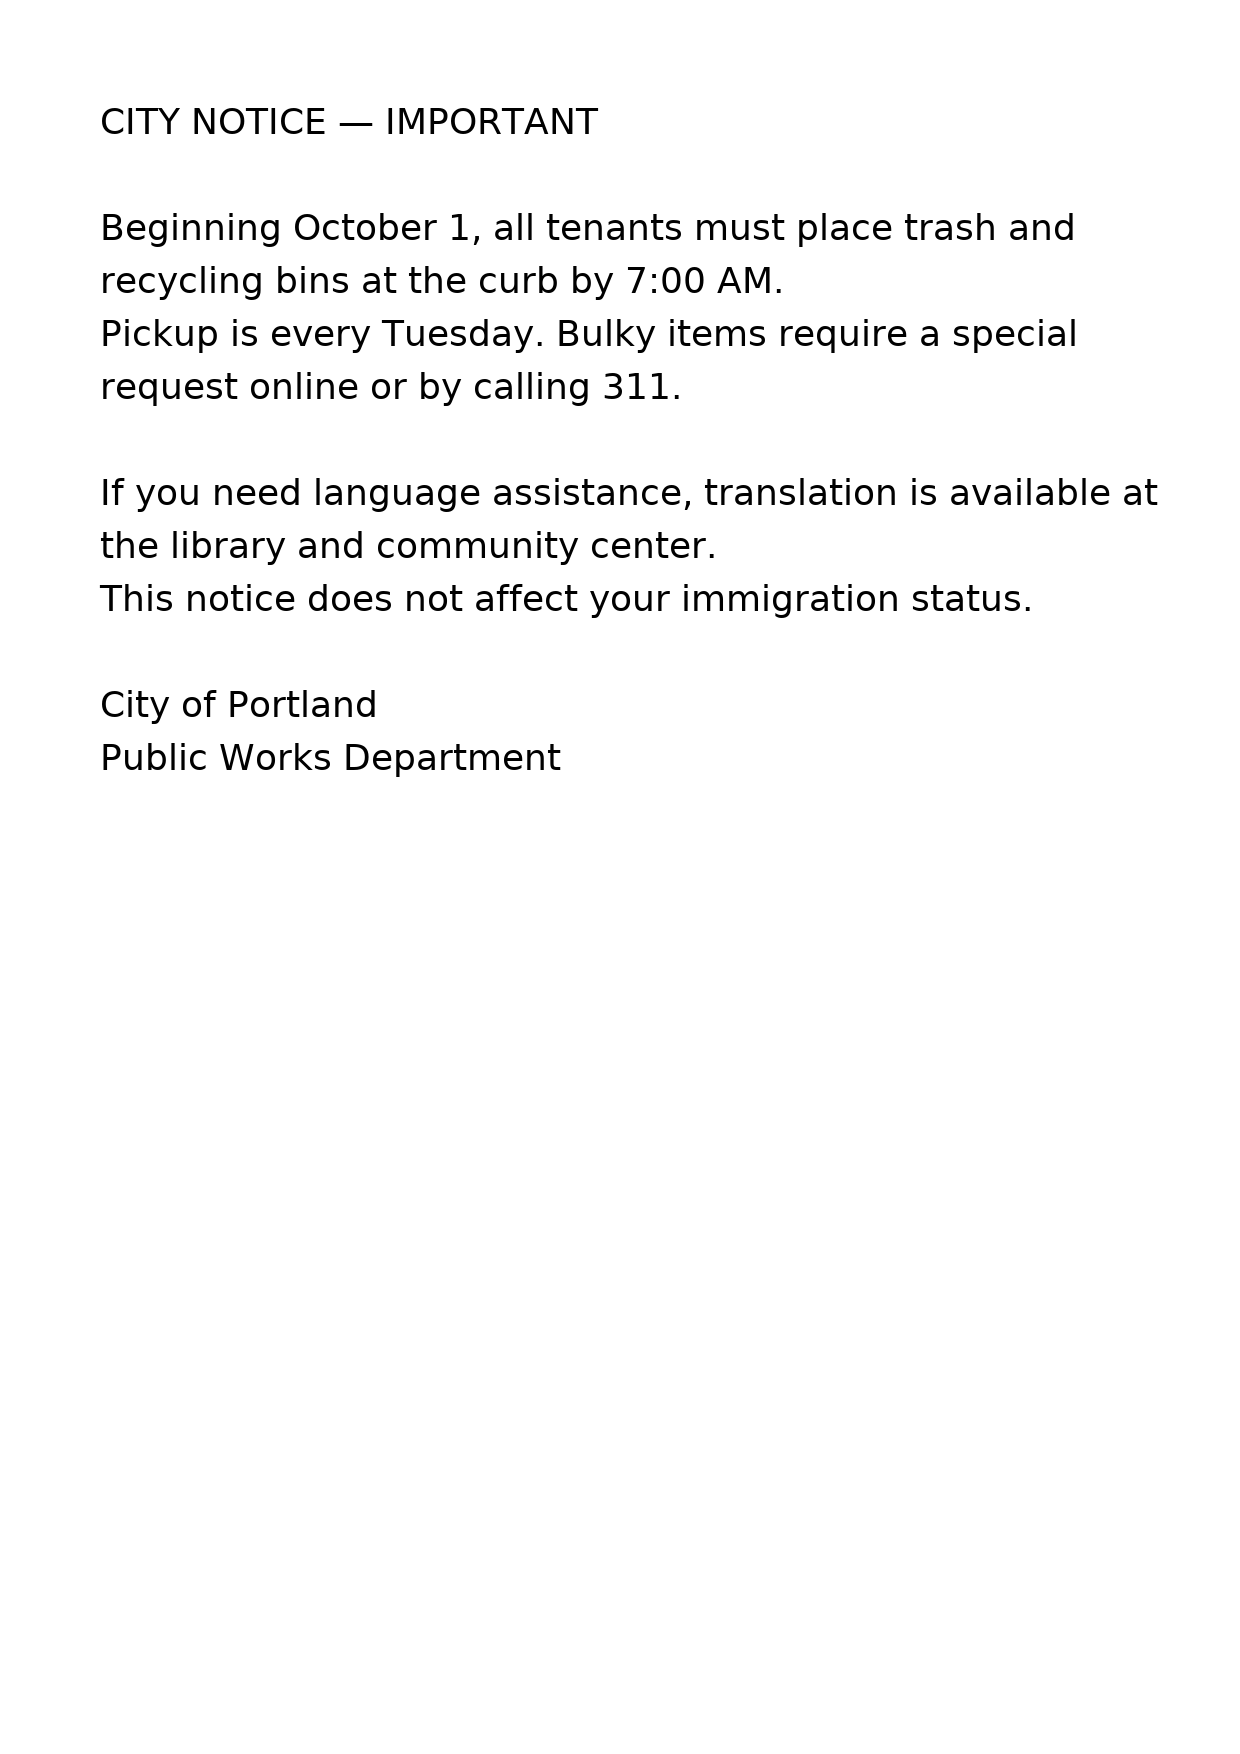 CITY NOTICE — IMPORTANT
Beginning October 1, all tenants must place trash and
recycling bins at the curb by 7:00 AM.
Pickup is every Tuesday. Bulky items require a special
request online or by calling 311.
If you need language assistance, translation is available at
the library and community center.
This notice does not affect your immigration status.
City of Portland
Public Works Department